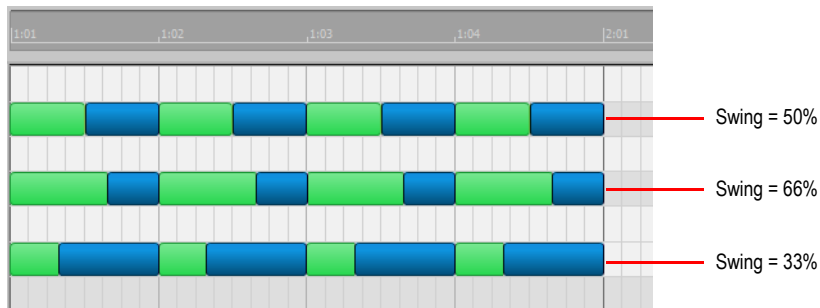 1:01 1:02 1:03 1:04 2:01
Swing = 50%
Swing = 66%
Swing = 33%